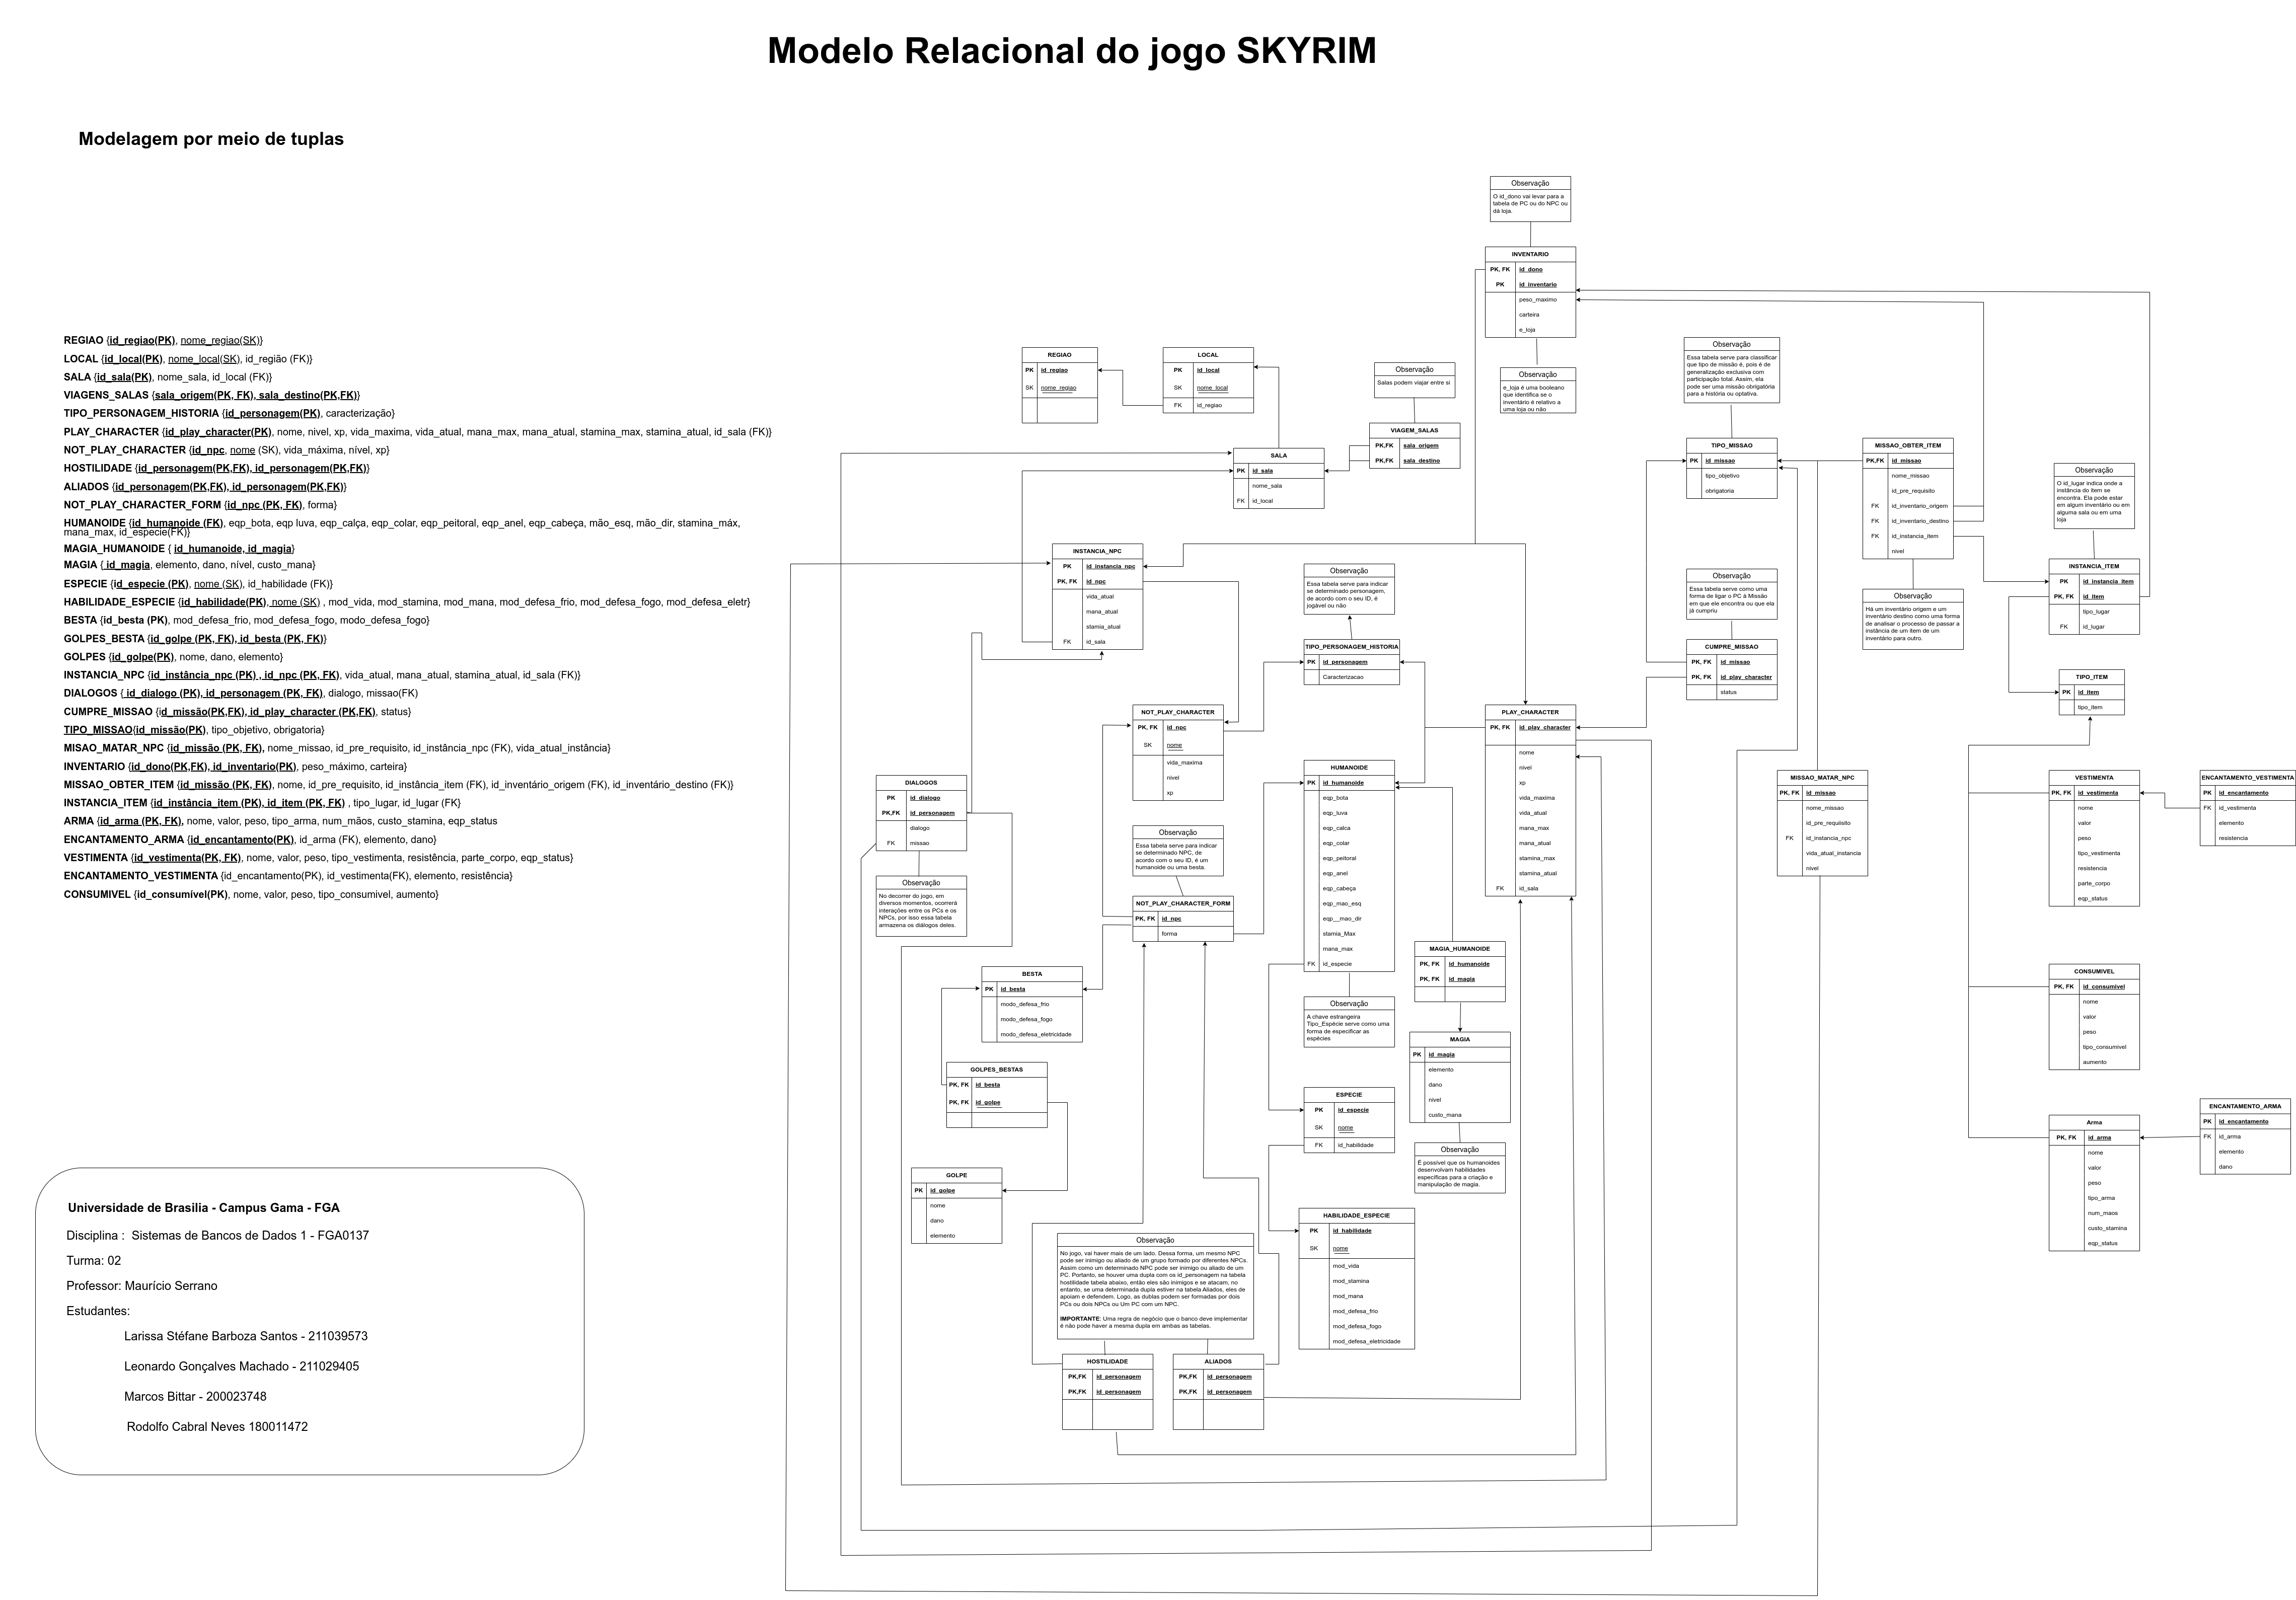 Modelo Relacional do jogo SKYRIM
Modelagem por meio de tuplas
REGIAO {id_regiao(PK), nome_regiao(SK)}
LOCAL {id_local(PK), nome_local(SK), id_região (FK)}
SALA {id_sala(PK), nome_sala, id_local (FK)}
VIAGENS_SALAS {sala_origem(PK, FK), sala_destino(PK,FK)}
TIPO_PERSONAGEM_HISTORIA {id_personagem(PK), caracterização}
PLAY_CHARACTER {id_play_character(PK), nome, nivel, xp, vida_maxima, vida_atual, mana_max, mana_atual, stamina_max, stamina_atual, id_sala (FK)}
NOT_PLAY_CHARACTER {id_npc, nome (SK), vida_máxima, nível, xp}
HOSTILIDADE {id_personagem(PK,FK), id_personagem(PK,FK)}
ALIADOS {id_personagem(PK,FK), id_personagem(PK,FK)}
NOT_PLAY_CHARACTER_FORM {id_npc (PK, FK), forma}
HUMANOIDE {id_humanoide (FK), eqp_bota, eqp luva, eqp_calça, eqp_colar, eqp_peitoral, eqp_anel, eqp_cabeça, mão_esq, mão_dir, stamina_máx,
mana_max, id_especie(FK)}
MAGIA_HUMANOIDE { id_humanoide, id_magia}
MAGIA { id_magia, elemento, dano, nível, custo_mana}
ESPECIE {id_especie (PK), nome (SK), id_habilidade (FK)}
HABILIDADE_ESPECIE {id_habilidade(PK), nome (SK) , mod_vida, mod_stamina, mod_mana, mod_defesa_frio, mod_defesa_fogo, mod_defesa_eletr}
BESTA {id_besta (PK), mod_defesa_frio, mod_defesa_fogo, modo_defesa_fogo}
GOLPES_BESTA {id_golpe (PK, FK), id_besta (PK, FK)}
GOLPES {id_golpe(PK), nome, dano, elemento}
INSTANCIA_NPC {id_instância_npc (PK) , id_npc (PK, FK), vida_atual, mana_atual, stamina_atual, id_sala (FK)}
DIALOGOS { id_dialogo (PK), id_personagem (PK, FK), dialogo, missao(FK)
CUMPRE_MISSAO {id_missão(PK,FK), id_play_character (PK,FK), status}
TIPO_MISSAO{id_missão(PK), tipo_objetivo, obrigatoria}
MISAO_MATAR_NPC {id_missão (PK, FK), nome_missao, id_pre_requisito, id_instância_npc (FK), vida_atual_instância}
INVENTARIO {id_dono(PK,FK), id_inventario(PK), peso_máximo, carteira}
MISSAO_OBTER_ITEM {id_missão (PK, FK), nome, id_pre_requisito, id_instância_item (FK), id_inventário_origem (FK), id_inventário_destino (FK)}
INSTANCIA_ITEM {id_instância_item (PK), id_item (PK, FK) , tipo_lugar, id_lugar (FK}
ARMA {id_arma (PK, FK), nome, valor, peso, tipo_arma, num_mãos, custo_stamina, eqp_status
ENCANTAMENTO_ARMA {id_encantamento(PK), id_arma (FK), elemento, dano}
VESTIMENTA {id_vestimenta(PK, FK), nome, valor, peso, tipo_vestimenta, resistência, parte_corpo, eqp_status}
ENCANTAMENTO_VESTIMENTA {id_encantamento(PK), id_vestimenta(FK), elemento, resistência}
CONSUMIVEL {id_consumível(PK), nome, valor, peso, tipo_consumivel, aumento}
Universidade de Brasilia - Campus Gama - FGA
Disciplina : Sistemas de Bancos de Dados 1 - FGA0137
Turma: 02
Professor: Maurício Serrano
Estudantes:
Larissa Stéfane Barboza Santos - 211039573
Leonardo Gonçalves Machado - 211029405
Marcos Bittar - 200023748
Rodolfo Cabral Neves 180011472
Observação
O id_dono vai levar para a
tabela de PC ou do NPC ou
dà loja.
INVENTARIO
PK, FK id_dono
PK id_inventario
peso_maximo
carteira
e_loja
Observação
e_loja é uma booleano
que identifica se o
inventário é relativo a
uma loja ou não
REGIAO
PK id_regiao
SK nome_regiao
LOCAL
PK id_local
SK nome_local
FK id_regiao
Observação
Salas podem viajar entre si
VIAGEM_SALAS
PK,FK sala_origem
PK,FK sala_destino
SALA
PK id_sala
nome_sala
FK id_local
Observação
Essa tabela serve para classificar
que tipo de missão é, pois é de
generalização exclusiva com
participação total. Assim, ela
pode ser uma missão obrigatória
para a história ou optativa.
TIPO_MISSAO
PK id_missao
tipo_objetivo
obrigatoria
MISSAO_OBTER_ITEM
PK,FK id_missao
nome_missao
id_pre_requisito
FK id_inventario_origem
FK id_inventario_destino
FK id_instancia_item
nivel
Observação
Há um inventário origem e um
inventário destino como uma forma
de analisar o processo de passar a
instância de um item de um
inventário para outro.
Observação
O id_lugar indica onde a
instância do item se
encontra. Ela pode estar
em algum inventário ou em
alguma sala ou em uma
loja
INSTANCIA_ITEM
PK id_instancia_item
PK, FK id_item
tipo_lugar
FK id_lugar
INSTANCIA_NPC
PK id_instancia_npc
PK, FK id_npc
vida_atual
mana_atual
stamia_atual
FK id_sala
Observação
Essa tabela serve para indicar
se determinado personagem,
de acordo com o seu ID, é
jogável ou não
TIPO_PERSONAGEM_HISTORIA
PK id_personagem
Caracterizacao
Observação
Essa tabela serve como uma
forma de ligar o PC à Missão
em que ele encontra ou que ela
já cumpriu
CUMPRE_MISSAO
PK, FK id_missao
PK, FK id_play_character
status
TIPO_ITEM
PK id_item
tipo_item
NOT_PLAY_CHARACTER
PK, FK id_npc
SK nome
vida_maxima
nivel
xp
PLAY_CHARACTER
PK, FK id_play_character
nome
nivel
xp
vida_maxima
vida_atual
mana_max
mana_atual
stamina_max
stamina_atual
FK id_sala
HUMANOIDE
PK id_humanoide
eqp_bota
eqp_luva
eqp_calca
eqp_colar
eqp_peitoral
eqp_anel
eqp_cabeça
eqp_mao_esq
eqp__mao_dir
stamia_Max
mana_max
FK id_especie
Observação
A chave estrangeira
Tipo_Espécie serve como uma
forma de especificar as
espécies
DIALOGOS
PK id_dialogo
PK,FK id_personagem
dialogo
FK missao
Observação
No decorrer do jogo, em
diversos momentos, ocorrerá
interações entre os PCs e os
NPCs, por isso essa tabela
armazena os diálogos deles.
Observação
Essa tabela serve para indicar
se determinado NPC, de
acordo com o seu ID, é um
humanoide ou uma besta.
NOT_PLAY_CHARACTER_FORM
PK, FK id_npc
forma
MISSAO_MATAR_NPC
PK, FK id_missao
nome_missao
id_pre_requiisito
FK id_instancia_npc
vida_atual_instancia
nivel
VESTIMENTA
PK, FK id_vestimenta
nome
valor
peso
tipo_vestimenta
resistencia
parte_corpo
eqp_status
ENCANTAMENTO_VESTIMENTA
PK id_encantamento
FK id_vestimenta
elemento
resistencia
BESTA
PK id_besta
modo_defesa_frio
modo_defesa_fogo
modo_defesa_eletricidade
GOLPES_BESTAS
PK, FK id_besta
PK, FK id_golpe
GOLPE
PK id_golpe
nome
dano
elemento
MAGIA_HUMANOIDE
PK, FK id_humanoide
PK, FK id_magia
MAGIA
PK id_magia
elemento
dano
nivel
custo_mana
Observação
É possível que os humanoides
desenvolvam habilidades
específicas para a criação e
manipulação de magia.
ESPECIE
PK id_especie
SK nome
FK id_habilidade
HABILIDADE_ESPECIE
PK id_habilidade
SK nome
mod_vida
mod_stamina
mod_mana
mod_defesa_frio
mod_defesa_fogo
mod_defesa_eletricidade
CONSUMIVEL
PK, FK id_consumivel
nome
valor
peso
tipo_consumivel
aumento
Arma
PK, FK id_arma
nome
valor
peso
tipo_arma
num_maos
custo_stamina
eqp_status
ENCANTAMENTO_ARMA
PK id_encantamento
FK id_arma
elemento
dano
Observação
No jogo, vai haver mais de um lado. Dessa forma, um mesmo NPC
pode ser inimigo ou aliado de um grupo formado por diferentes NPCs.
Assim como um determinado NPC pode ser inimigo ou aliado de um
PC. Portanto, se houver uma dupla com os id_personagem na tabela
hostilidade tabela abaixo, então eles são inimigos e se atacam, no
entanto, se uma determinada dupla estiver na tabela Aliados, eles de
apoiam e defendem. Logo, as dublas podem ser formadas por dois
PCs ou dois NPCs ou Um PC com um NPC.
IMPORTANTE: Uma regra de negócio que o banco deve implementar
é não pode haver a mesma dupla em ambas as tabelas.
HOSTILIDADE
PK,FK id_personagem
PK,FK id_personagem
ALIADOS
PK,FK id_personagem
PK,FK id_personagem